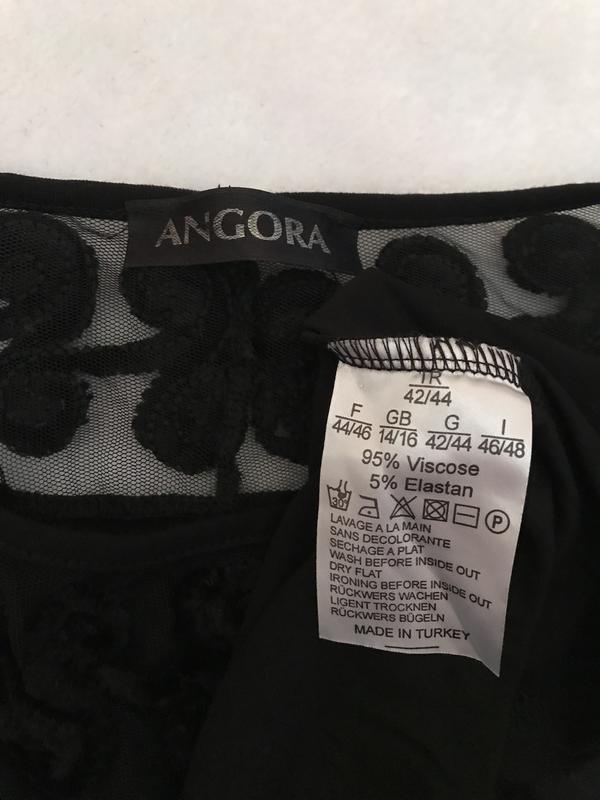 ANGORA
TR
42/44
F GB G I
44/46 14/16 42/44 46/48
95% Viscose
5% Elastan
30°
P
LAVAGE A LA MAIN
SANS DECOLORANTE
SECHAGE A PLAT
WASH BEFORE INSIDE OUT
DRY FLAT
IRONING BEFORE INSIDE OUT
RÜCKWERS WACHEN
LIGENT TROCKNEN
RÜCKWERS BÜGELN
MADE IN TURKEY